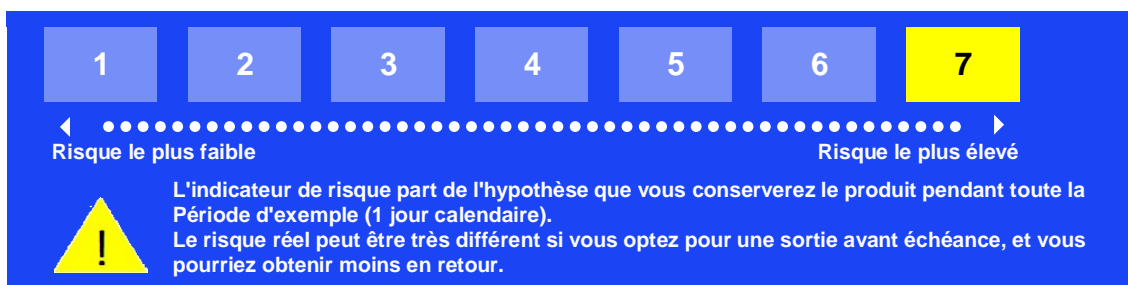 1 2 3 4 5 6 7
Risque le plus faible Risque le plus élevé
L'indicateur de risque part de l'hypothèse que vous conserverez le produit pendant toute la
Période d'exemple (1 jour calendaire).
Le risque réel peut être très différent si vous optez pour une sortie avant échéance, et vous
pourriez obtenir moins en retour.
!